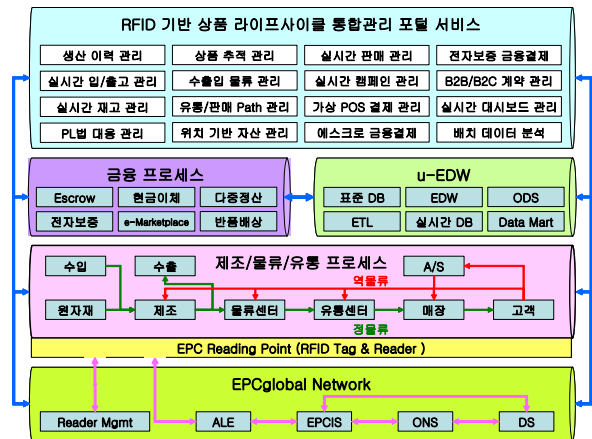 RFID 기반 상품 라이프사이클 통합관리 포털 서비스
생산 이력 관리 상품 추적 관리 실시간 판매 관리 전자보증 금융결제
실시간 입/출고 관리 수출입 물류 관리 실시간 캠페인 관리 B2B/B2C 계약 관리
실시간 재고 관리 유통/판매 Path 관리 가상 POS 결제 관리 실시간 대시보드 관리
PL법 대응 관리 위치 기반 자산 관리 에스크로 금융결제 배치 데이터 분석
금융 프로세스
Escrow 현금이체 다중정산
전자보증 e-Marketplace 반품배상
u-EDW
표준 DB EDW ODS
ETL 실시간 DB Data Mart
제조/물류/유통 프로세스
수입 수출 A/S
역물류
원자재 제조 물류센터 유통센터 매장 고객
정물류
EPC Reading Point (RFID Tag & Reader )
EPCglobal Network
Reader Mgmt ALE EPCIS ONS DS